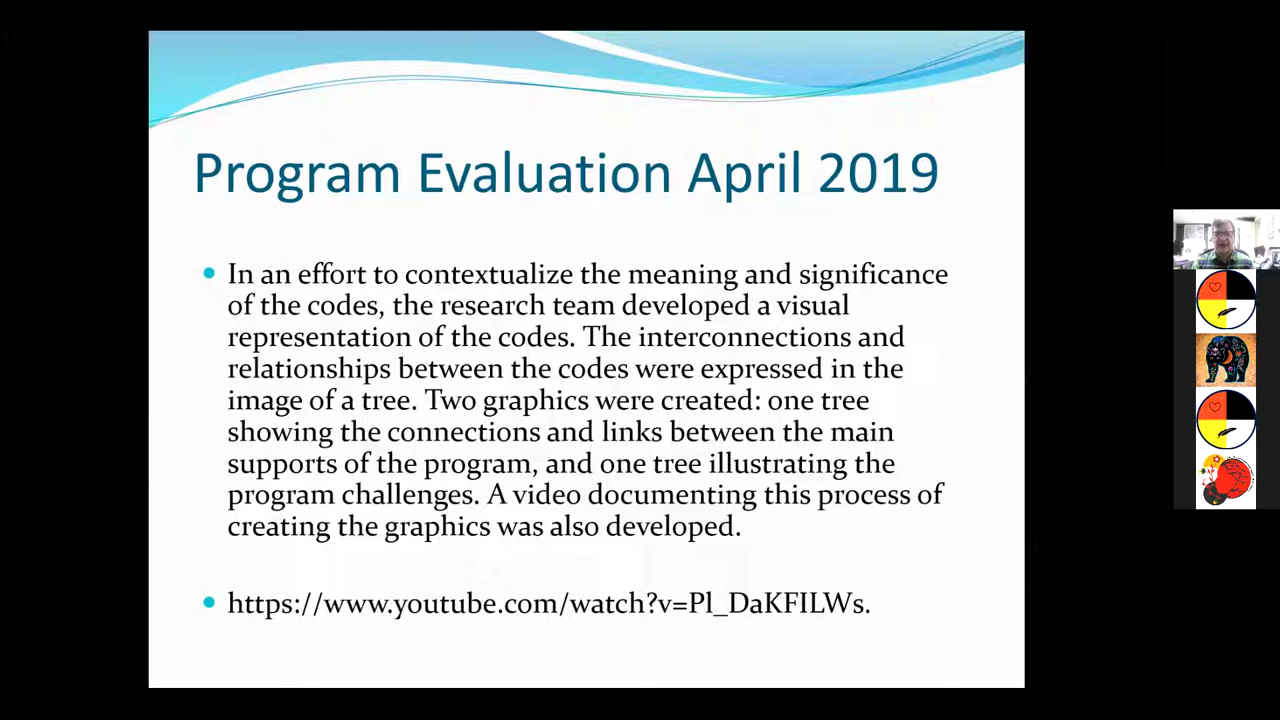 Program Evaluation April 2019
In an effort to contextualize the meaning and significance
of the codes, the research team developed a visual
representation of the codes. The interconnections and
relationships between the codes were expressed in the
image of a tree. Two graphics were created: one tree
showing the connections and links between the main
supports of the program, and one tree illustrating the
program challenges. A video documenting this process of
creating the graphics was also developed.
https://www.youtube.com/watch?v=Pl_DaKFILWs.